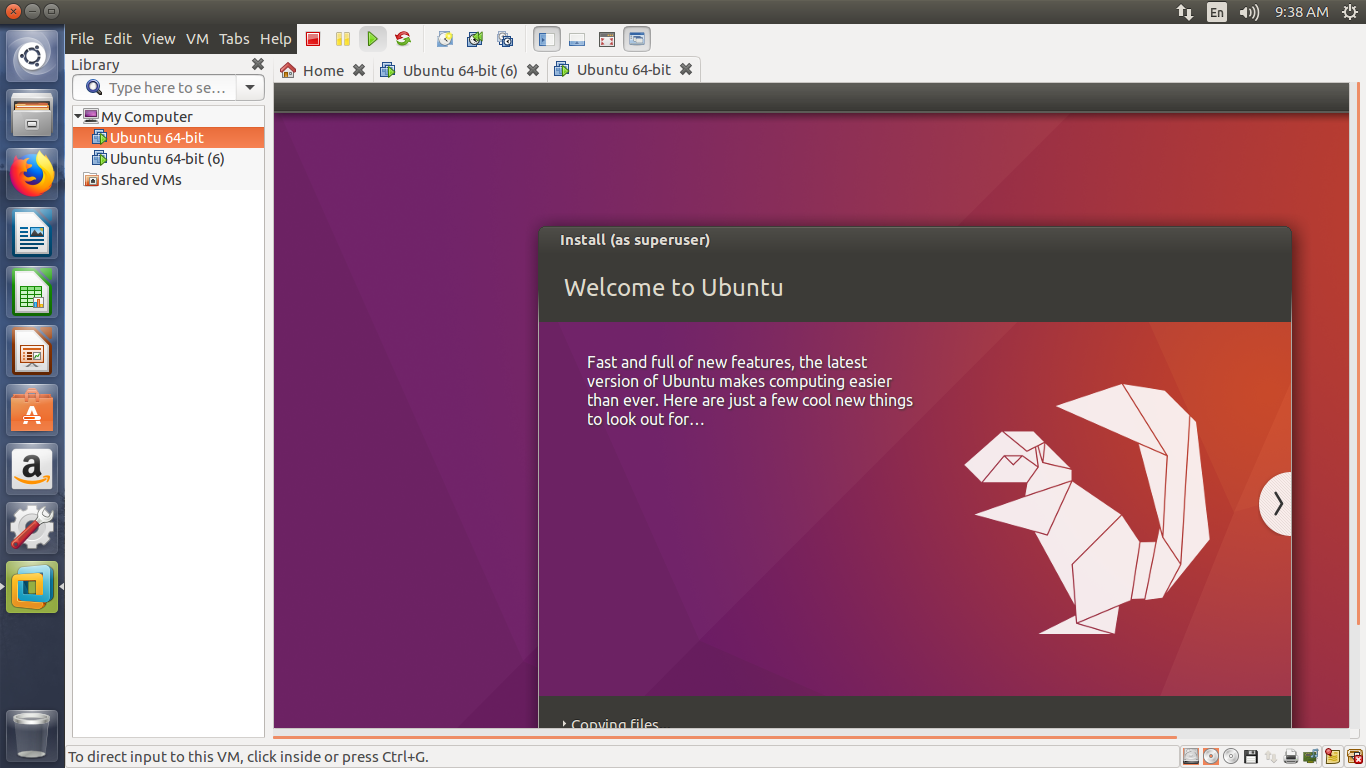 En
9:38 AM
File Edit View VM Tabs Help
Library
Type here to se...
My Computer
Ubuntu 64-bit
Ubuntu 64-bit (6)
Shared VMs
Home
Ubuntu 64-bit (6)
Ubuntu 64-bit
Install (as superuser)
Welcome to Ubuntu
Fast and full of new features, the latest
version of Ubuntu makes computing easier
than ever. Here are just a few cool new things
to look out for…
Copying files...
To direct input to this VM, click inside or press Ctrl+G.